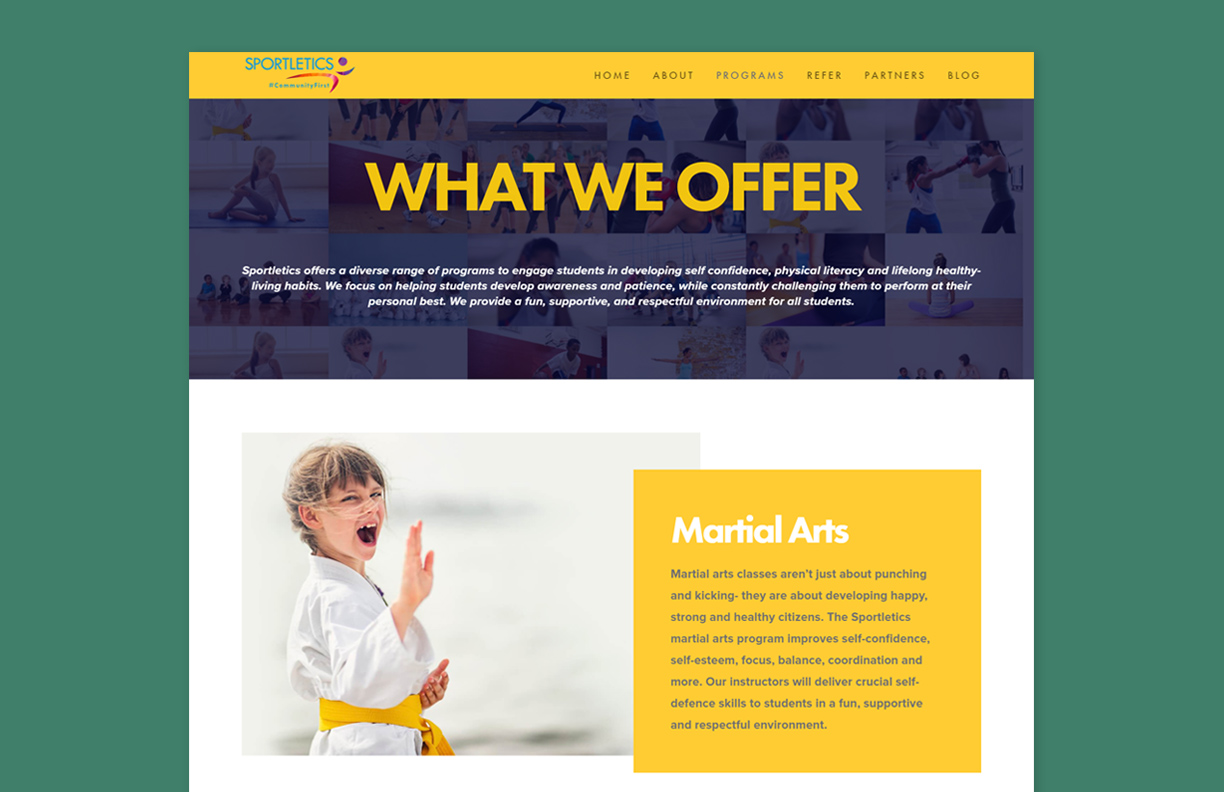 SPORTLETICS
#CommunityFirst
HOME ABOUT PROGRAMS REFER PARTNERS BLOG
WHAT WE OFFER
Sportletics offers a diverse range of programs to engage students in developing self confidence, physical literacy and lifelong healthy-
living habits. We focus on helping students develop awareness and patience, while constantly challenging them to perform at their
personal best. We provide a fun, supportive, and respectful environment for all students.
Martial Arts
Martial arts classes aren't just about punching
and kicking- they are about developing happy,
strong and healthy citizens. The Sportletics
martial arts program improves self-confidence,
self-esteem, focus, balance, coordination and
more. Our instructors will deliver crucial self-
defence skills to students in a fun, supportive
and respectful environment.